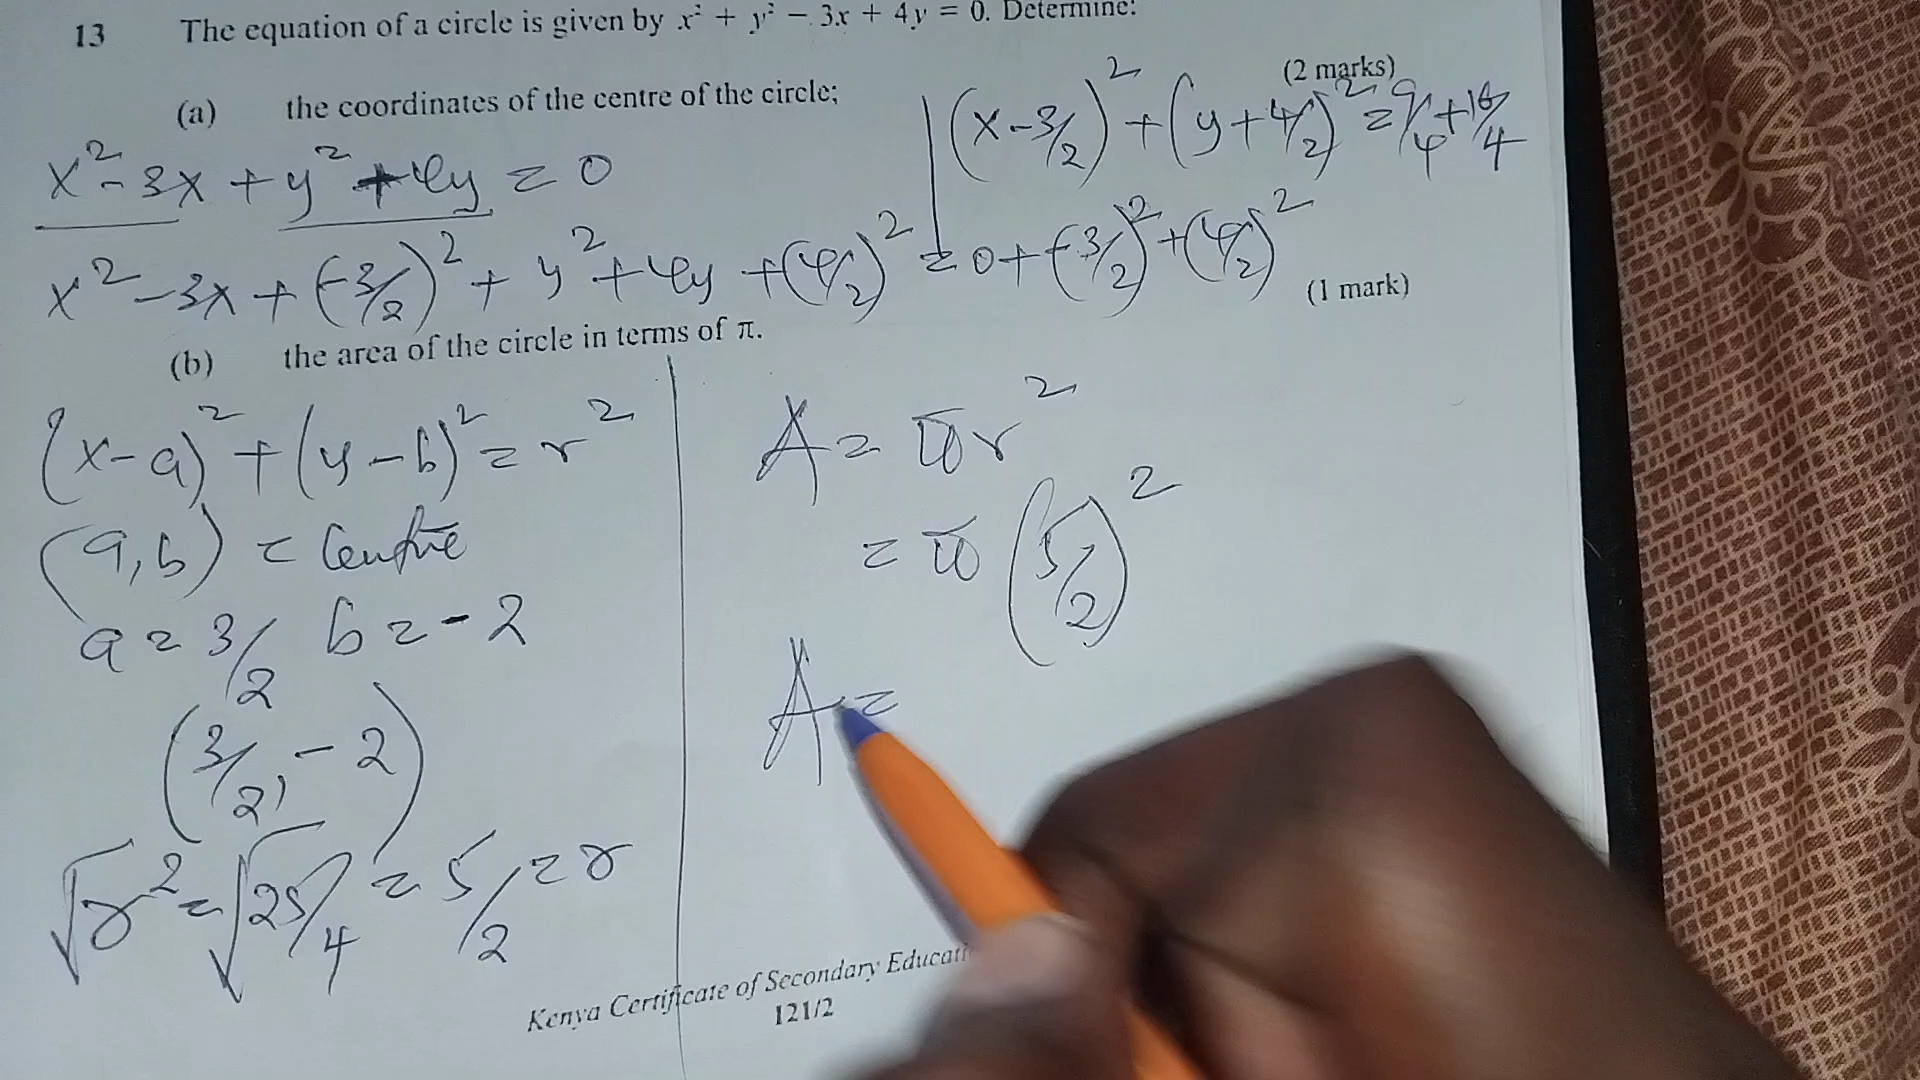 13 The equation of a circle is given by x² + y² − 3x + 4y = 0. Determine:
(a) the coordinates of the centre of the circle;
(2 marks)
x² - 3x + y² + 4y = 0
x² - 3x + (-3/2)² + y² + 4y + (4/2)² = 0 + (-3/2)² + (4/2)²
(x - 3/2)² + (y + 4/2)² = 9/4 + 16/4
(1 mark)
(b) the area of the circle in terms of π.
(x - a)² + (y - b)² = r²
(a, b) = Centre
a = 3/2 b = -2
(3/2, -2)
√r² = √25/4 = 5/2 = r
A = πr²
= π (5/2)²
A =
Kenya Certificate of Secondary
121/2